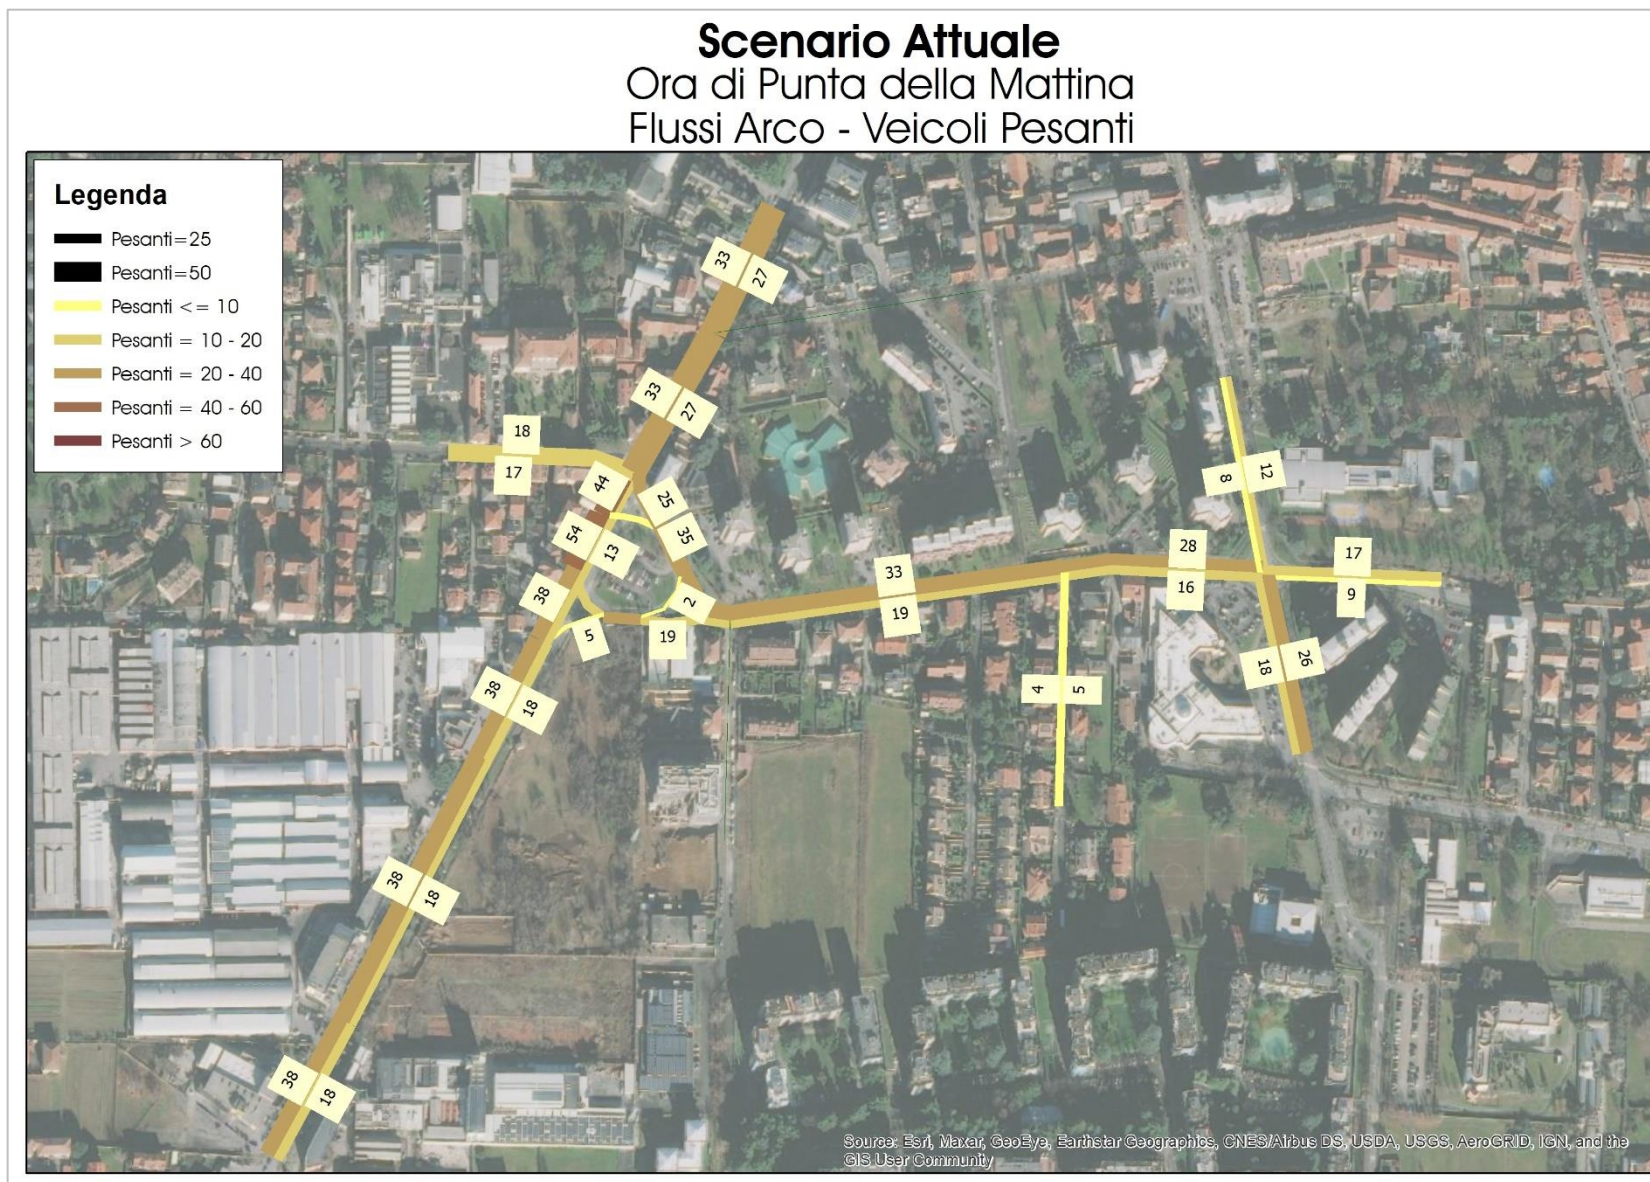 Scenario Attuale
Ora di Punta della Mattina
Flussi Arco - Veicoli Pesanti
Legenda
Pesanti=25
Pesanti=50
Pesanti <= 10
Pesanti = 10 - 20
Pesanti = 20 - 40
Pesanti = 40 - 60
Pesanti > 60
33
27
33
27
18
17
44
25
35
54
13
38
5
19
2
33
19
28
16
8
12
17
9
18
26
4
5
38
18
38
18
38
18
Source: Esri, Maxar, GeoEye, Earthstar Geographics, CNES/Airbus DS, USDA, USGS, AeroGRID, IGN, and the
GIS User Community